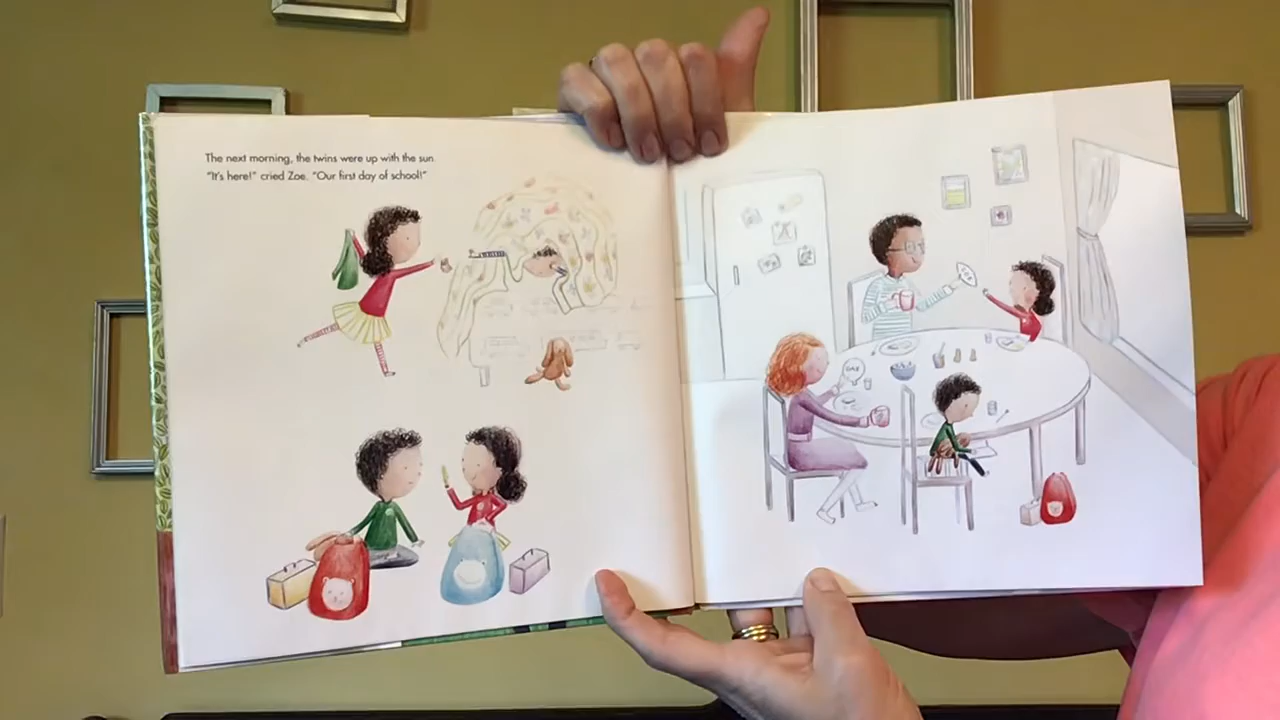 The next morning, the twins were up with the sun.
"It's here!" cried Zoe. "Our first day of school!"